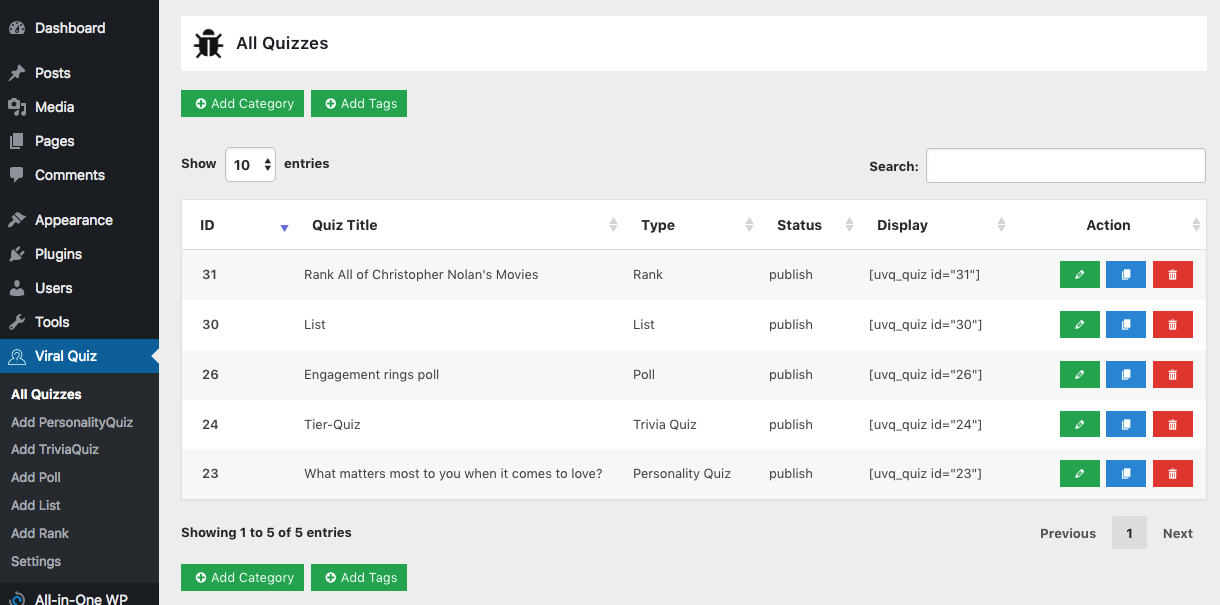 Dashboard
Posts
Media
Pages
Comments
Appearance
Plugins
Users
Tools
Viral Quiz
All Quizzes
Add PersonalityQuiz
Add TriviaQuiz
Add Poll
Add List
Add Rank
Settings
All-in-One WP
All Quizzes
Add Category Add Tags
Show 10 entries Search:
ID Quiz Title Type Status Display Action
31 Rank All of Christopher Nolan's Movies Rank publish [uvq_quiz id="31"]
30 List List publish [uvq_quiz id="30"]
26 Engagement rings poll Poll publish [uvq_quiz id="26"]
24 Tier-Quiz Trivia Quiz publish [uvq_quiz id="24"]
23 What matters most to you when it comes to love? Personality Quiz publish [uvq_quiz id="23"]
Showing 1 to 5 of 5 entries Previous 1 Next
Add Category Add Tags